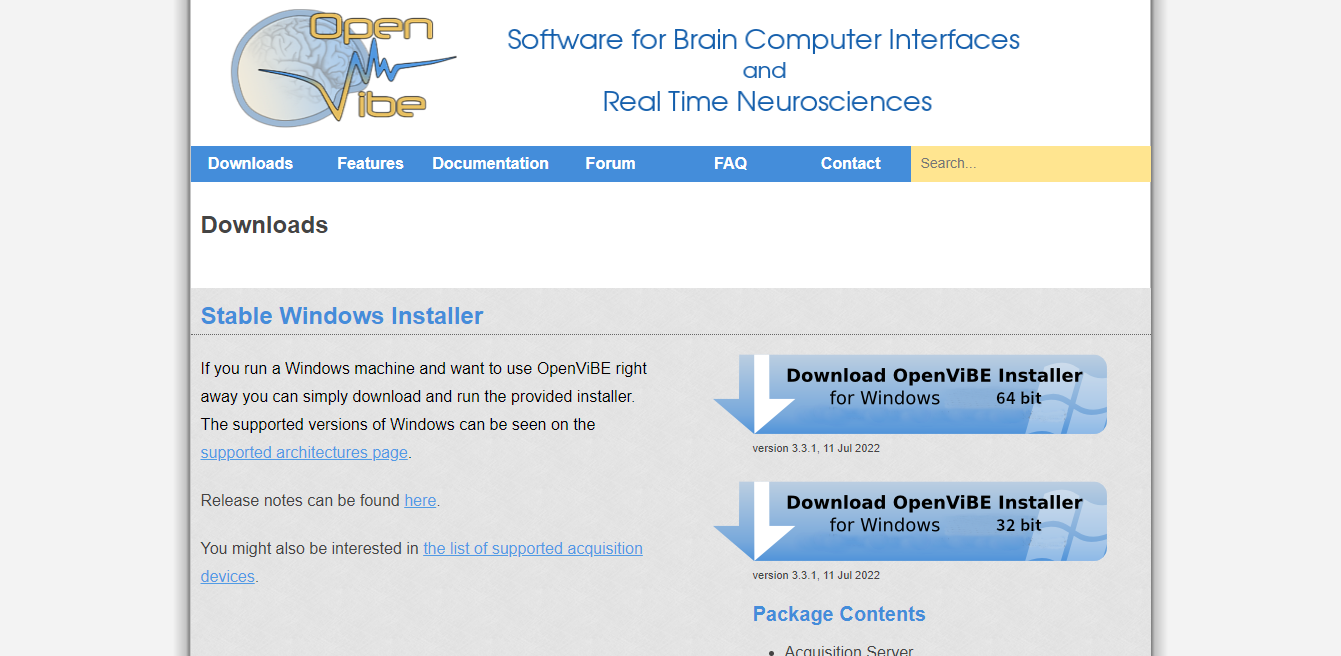 Open
Vibe
Software for Brain Computer Interfaces
and
Real Time Neurosciences
Downloads Features Documentation Forum FAQ Contact Search...
Downloads
Stable Windows Installer
If you run a Windows machine and want to use OpenViBE right
away you can simply download and run the provided installer.
The supported versions of Windows can be seen on the
supported architectures page.
Release notes can be found here.
You might also be interested in the list of supported acquisition
devices.
Download OpenViBE Installer
for Windows 64 bit
version 3.3.1, 11 Jul 2022
Download OpenViBE Installer
for Windows 32 bit
version 3.3.1, 11 Jul 2022
Package Contents
• Acquisition Server